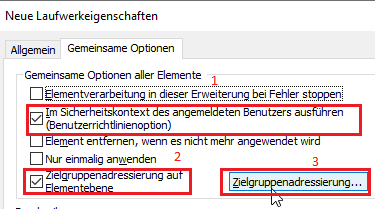 Neue Laufwerkeigenschaften
Allgemein Gemeinsame Optionen
Gemeinsame Optionen aller Elemente
1
Elementverarbeitung in dieser Erweiterung bei Fehler stoppen
Im Sicherheitskontext des angemeldeten Benutzers ausführen
(Benutzerrichtlinienoption)
Element entfernen, wenn es nicht mehr angewendet wird
Nur einmalig anwenden 2 3
Zielgruppenadressierung auf
Elementebene
Zielgruppenadressierung...